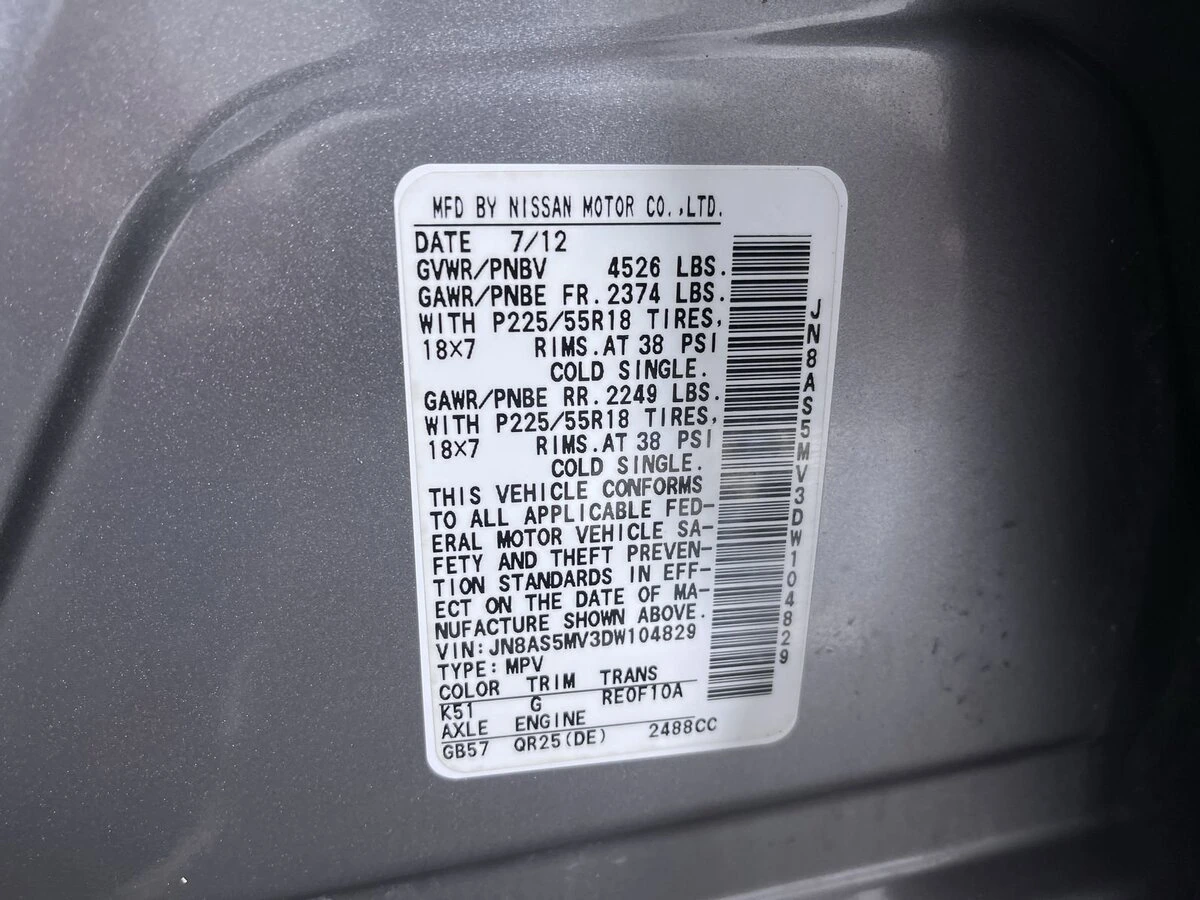 MFD BY NISSAN MOTOR CO.,LTD.
DATE 7/12
GVWR/PNBV 4526 LBS.
GAWR/PNBE FR. 2374 LBS.
WITH P225/55R18 TIRES,
18×7 RIMS. AT 38 PSI
COLD SINGLE.
GAWR/PNBE RR. 2249 LBS.
WITH P225/55R18 TIRES,
18×7 RIMS. AT 38 PSI
COLD SINGLE.
THIS VEHICLE CONFORMS
TO ALL APPLICABLE FED-
ERAL MOTOR VEHICLE SA-
FETY AND THEFT PREVEN-
TION STANDARDS IN EFF-
ECT ON THE DATE OF MA-
NUFACTURE SHOWN ABOVE.
VIN: JN8AS5MV3DW104829
TYPE: MPV
COLOR TRIM TRANS
K51 G RE0F10A
AXLE ENGINE
GB57 QR25(DE) 2488CC
JN8AS5MV3DW104829